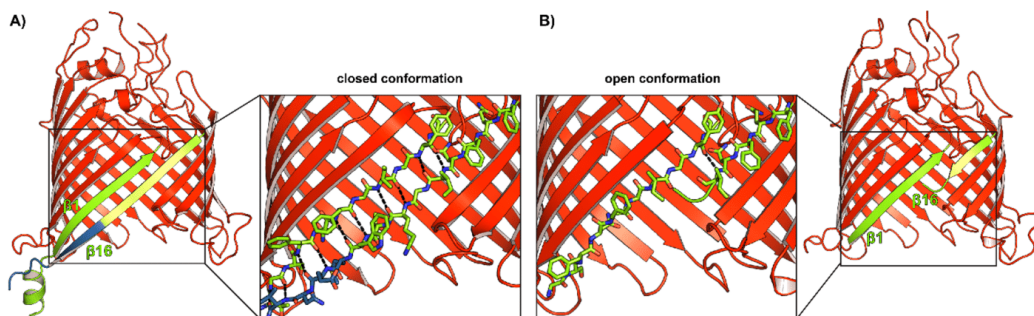 A)
B)
closed conformation
open conformation
β1
β16
β16
β1